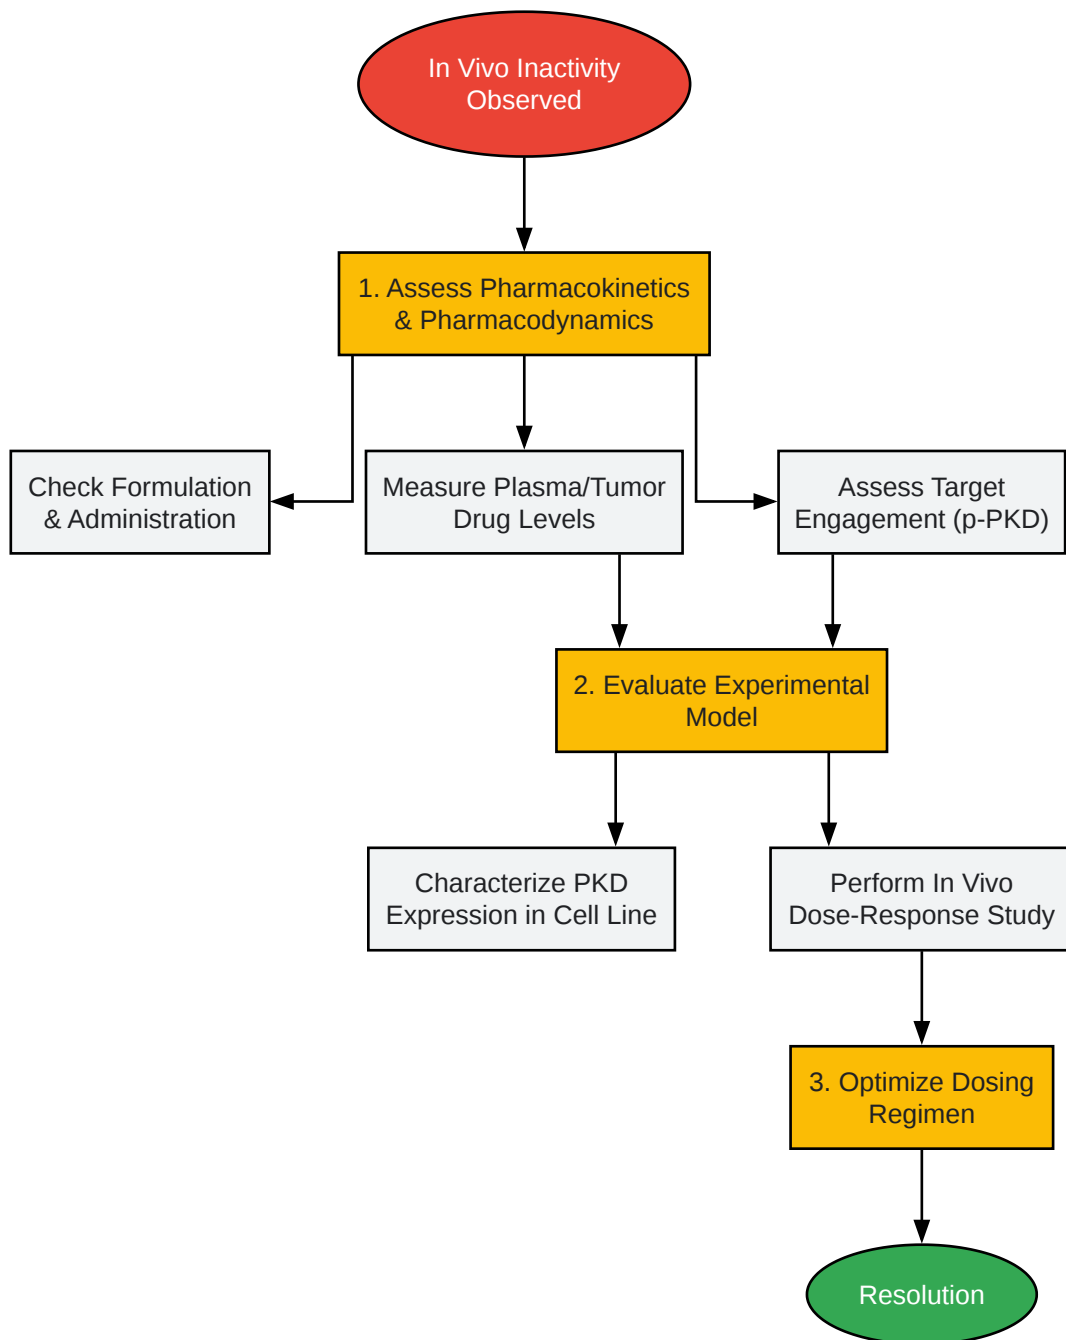 In Vivo Inactivity
Observed
1. Assess Pharmacokinetics
& Pharmacodynamics
Check Formulation
& Administration
Measure Plasma/Tumor
Drug Levels
Assess Target
Engagement (p-PKD)
2. Evaluate Experimental
Model
Characterize PKD
Expression in Cell Line
Perform In Vivo
Dose-Response Study
3. Optimize Dosing
Regimen
Resolution